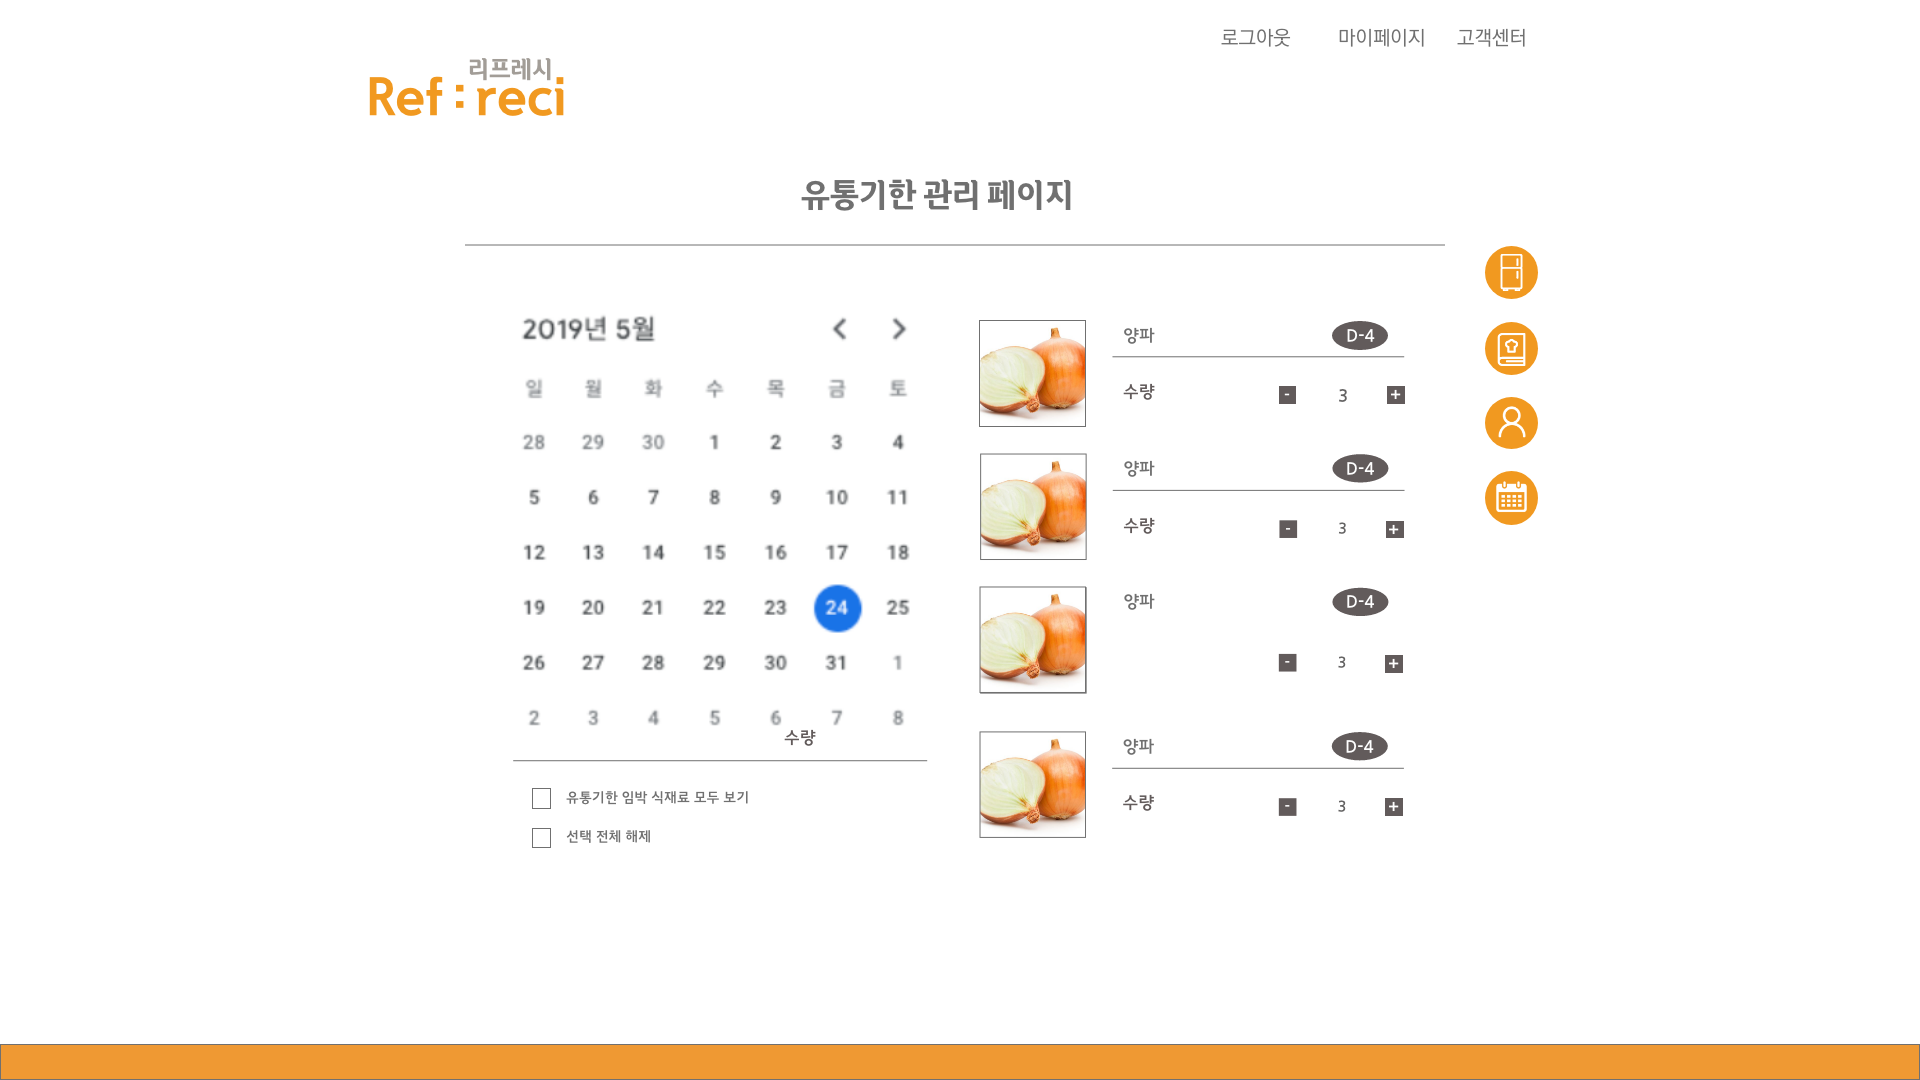 로그아웃 마이페이지 고객센터
리프레시
Ref : reci
유통기한 관리 페이지
2019년 5월
일 월 화 수 목 금 토
28 29 30 1 2 3 4
5 6 7 8 9 10 11
12 13 14 15 16 17 18
19 20 21 22 23 24 25
26 27 28 29 30 31 1
2 3 4 5 6 7 8
수량
유통기한 임박 식재료 모두 보기
선택 전체 해제
양파 D-4
수량 - 3 +
양파 D-4
수량 - 3 +
양파 D-4
- 3 +
양파 D-4
수량 - 3 +